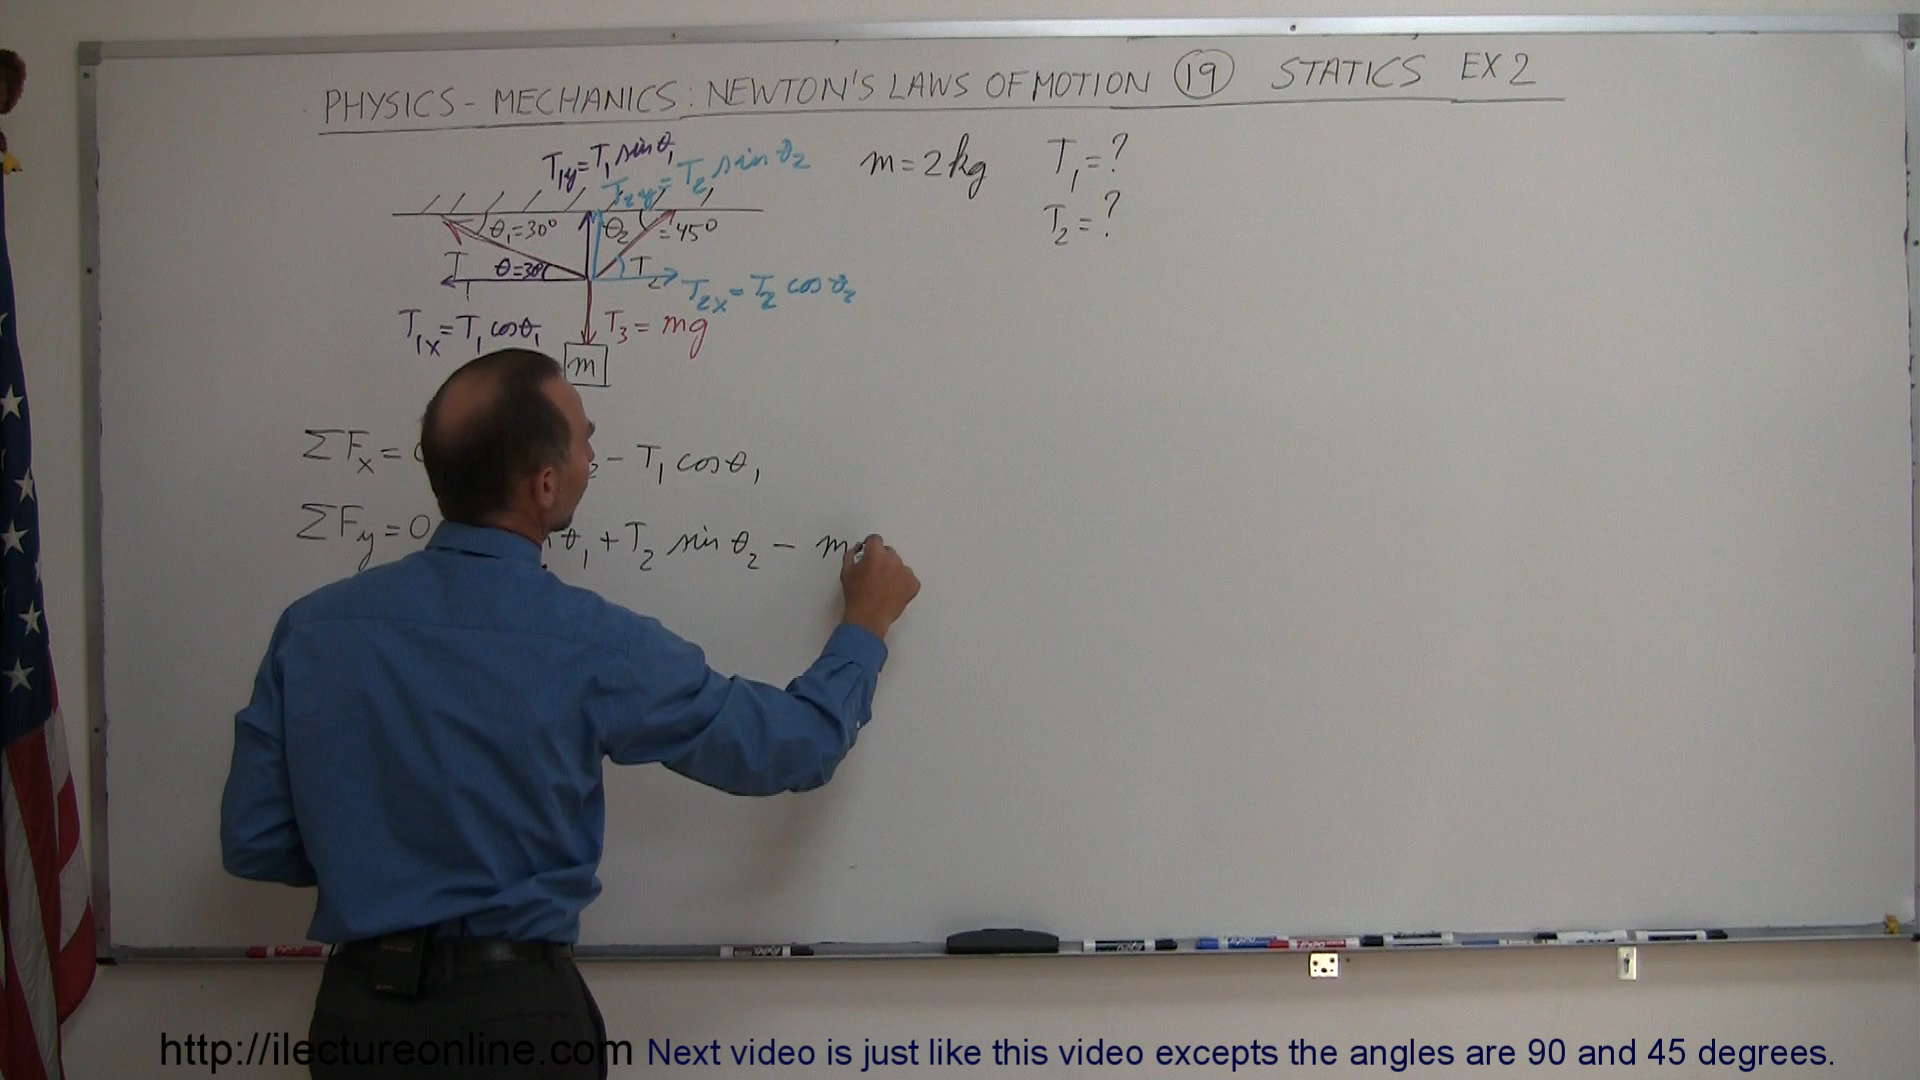 PHYSICS - MECHANICS: NEWTON'S LAWS OF MOTION 19 STATICS EX 2
T1y = T1 sin θ1
T2y = T2 sin θ2
m = 2 kg
T1 = ?
T2 = ?
θ1 = 30° θ2 = 45°
T1 θ = 30° T2
T2x = T2 cos θ2
T1x = T1 cos θ1
T3 = mg
m
ΣFx = − T1 cos θ1
ΣFy = 0 θ1 + T2 sin θ2 − m
http://ilectureonline.com Next video is just like this video excepts the angles are 90 and 45 degrees.